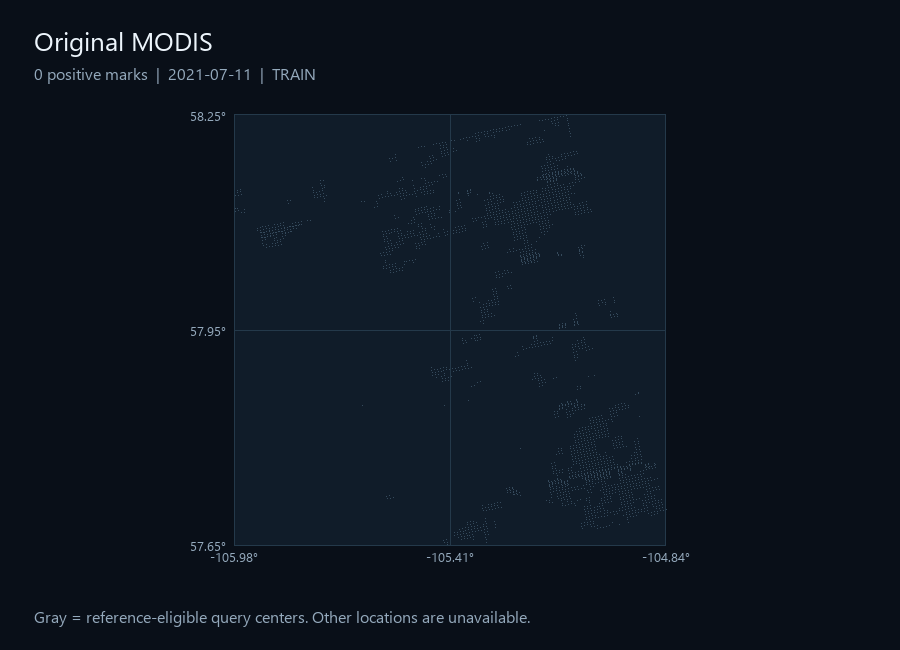 Original MODIS
0 positive marks | 2021-07-11 | TRAIN
58.25°
57.95°
57.65°
-105.98°
-105.41°
-104.84°
Gray = reference-eligible query centers. Other locations are unavailable.